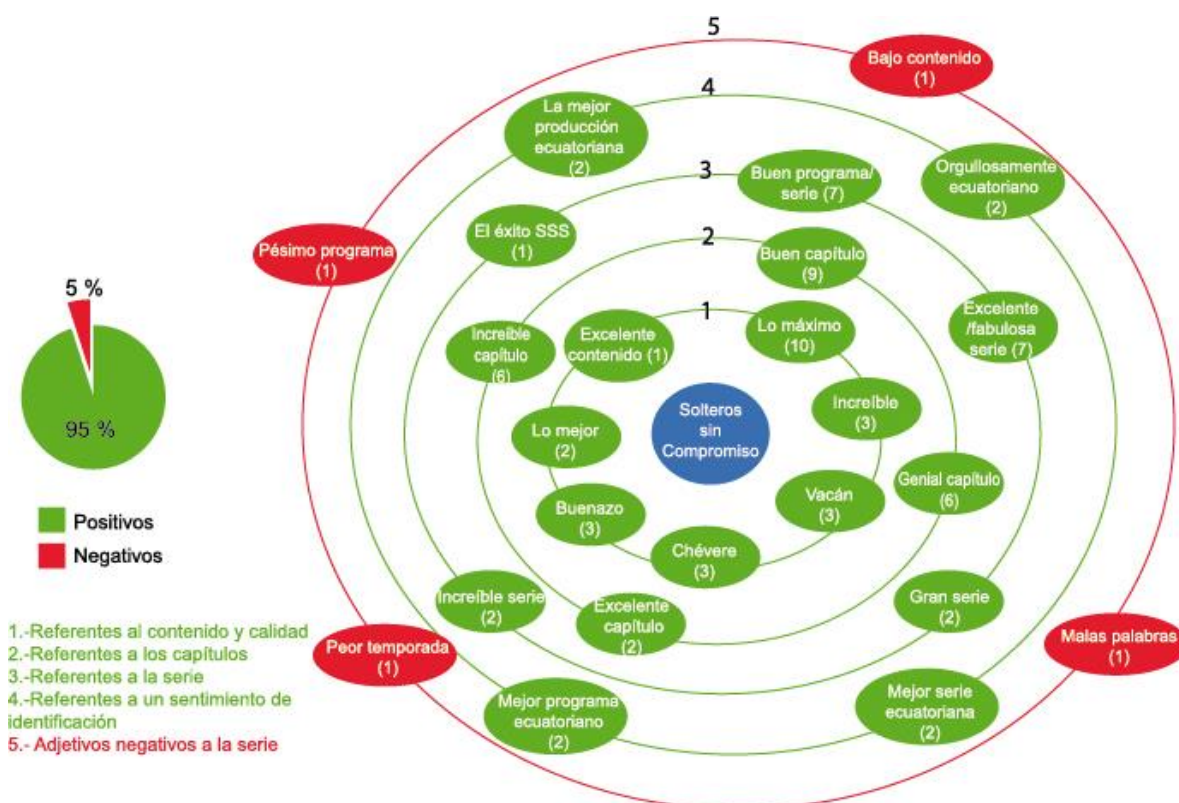 5
Bajo contenido
(1)
4
La mejor
producción
ecuatoriana
(2)
3
Buen programa/
serie (7)
Orgullosamente
ecuatoriano
(2)
El éxito SSS
(1)
2
Buen capítulo
(9)
Pésimo programa
(1)
5 %
95 %
1
Excelente
contenido (1)
Lo máximo
(10)
Excelente
/fabulosa
serie (7)
Increíble
capítulo
(6)
Increíble
(3)
Solteros
sin
Compromiso
Lo mejor
(2)
Genial capítulo
(6)
Buenazo
(3)
Vacán
(3)
Chévere
(3)
Positivos
Negativos
Increíble serie
(2)
Excelente
capítulo
(2)
Gran serie
(2)
Peor temporada
(1)
Malas palabras
(1)
Mejor programa
ecuatoriano
(2)
Mejor serie
ecuatoriana
(2)
1.-Referentes al contenido y calidad
2.-Referentes a los capítulos
3.-Referentes a la serie
4.-Referentes a un sentimiento de
identificación
5.- Adjetivos negativos a la serie